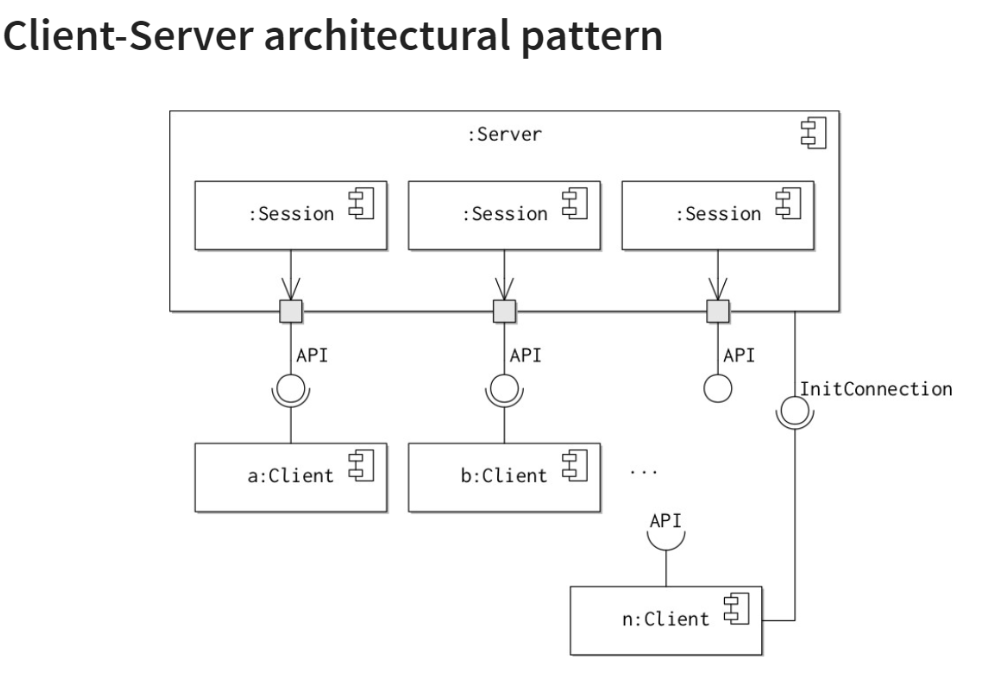 Client-Server architectural pattern
:Server
:Session
:Session
:Session
API
API
API
InitConnection
a:Client
b:Client
...
API
n:Client